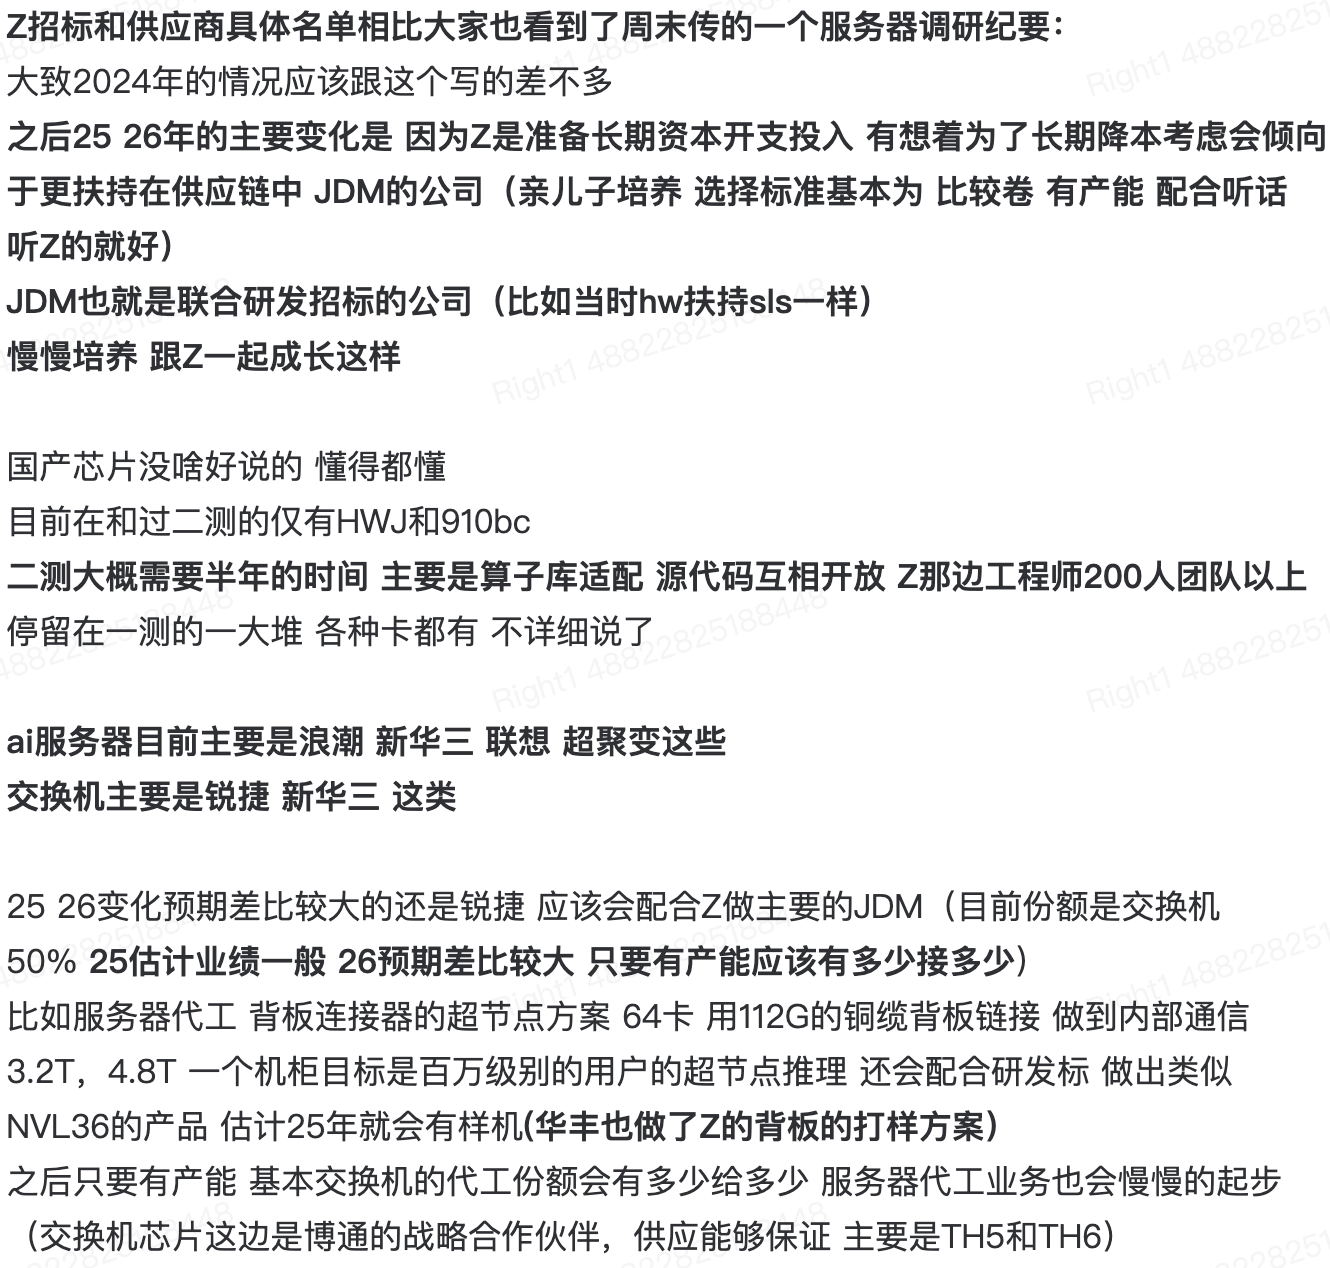 Z招标和供应商具体名单相比大家也看到了周末传的一个服务器调研纪要：
大致2024年的情况应该跟这个写的差不多
之后25 26年的主要变化是 因为Z是准备长期资本开支投入 有想着为了长期降本考虑会倾向
于更扶持在供应链中 JDM的公司（亲儿子培养 选择标准基本为 比较卷 有产能 配合听话
听Z的就好）
JDM也就是联合研发招标的公司（比如当时hw扶持sls一样）
慢慢培养 跟Z一起成长这样
国产芯片没啥好说的 懂得都懂
目前在和过二测的仅有HWJ和910bc
二测大概需要半年的时间 主要是算子库适配 源代码互相开放 Z那边工程师200人团队以上
停留在一测的一大堆 各种卡都有 不详细说了
ai服务器目前主要是浪潮 新华三 联想 超聚变这些
交换机主要是锐捷 新华三 这类
25 26变化预期差比较大的还是锐捷 应该会配合Z做主要的JDM（目前份额是交换机
50% 25估计业绩一般 26预期差比较大 只要有产能应该有多少接多少）
比如服务器代工 背板连接器的超节点方案 64卡 用112G的铜缆背板链接 做到内部通信
3.2T，4.8T 一个机柜目标是百万级别的用户的超节点推理 还会配合研发标 做出类似
NVL36的产品 估计25年就会有样机(华丰也做了Z的背板的打样方案）
之后只要有产能 基本交换机的代工份额会有多少给多少 服务器代工业务也会慢慢的起步
（交换机芯片这边是博通的战略合作伙伴，供应能够保证 主要是TH5和TH6）
Right1 488228825188448